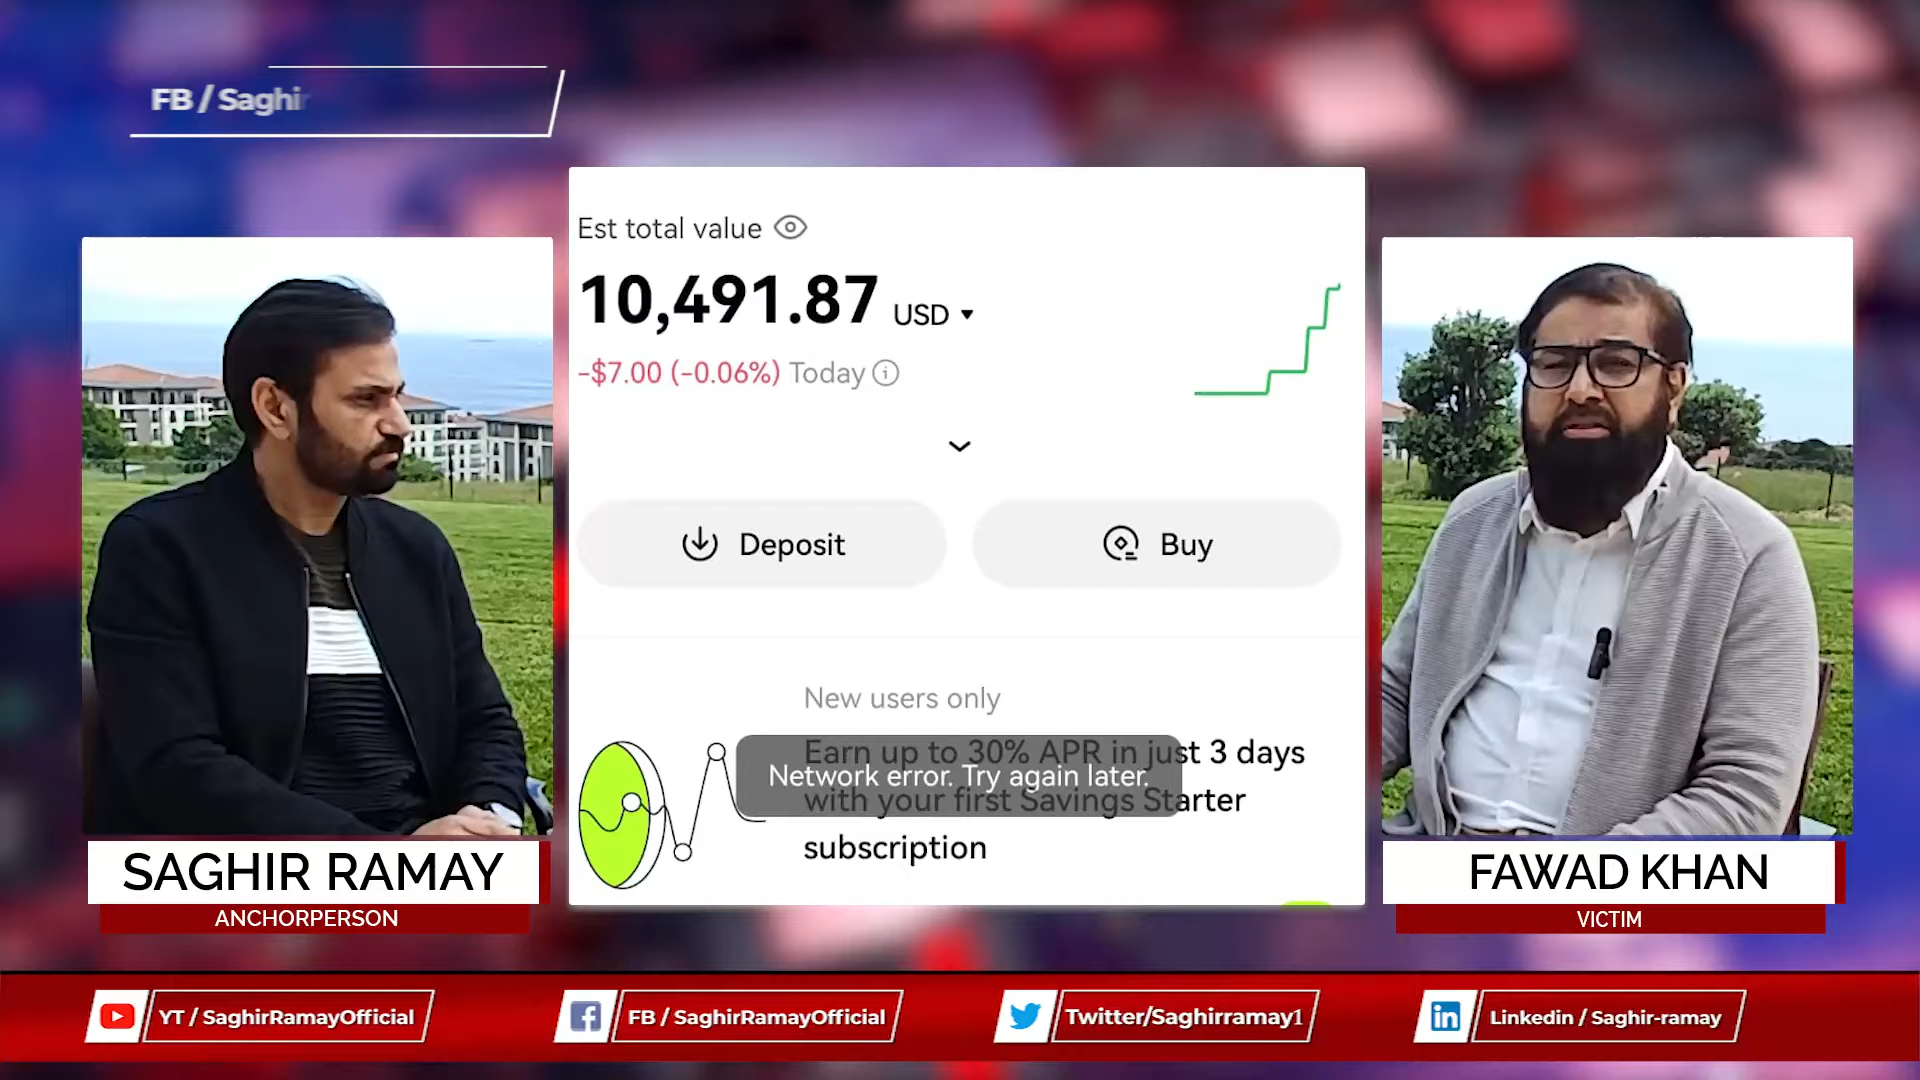 FB / Saghi
Est total value
10,491.87 USD
-$7.00 (-0.06%) Today
Deposit
Buy
New users only
Earn up to 30% APR in just 3 days
with your first Savings Starter
subscription
Network error. Try again later.
SAGHIR RAMAY
ANCHORPERSON
FAWAD KHAN
VICTIM
YT / SaghirRamayOfficial
FB / SaghirRamayOfficial
Twitter/Saghirramay1
Linkedin / Saghir-ramay